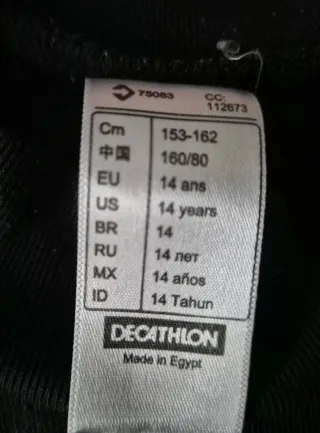 75083 CC: 112673
Cm 153-162
中国 160/80
EU 14 ans
US 14 years
BR 14
RU 14 лет
MX 14 años
ID 14 Tahun
DECATHLON
Made in Egypt